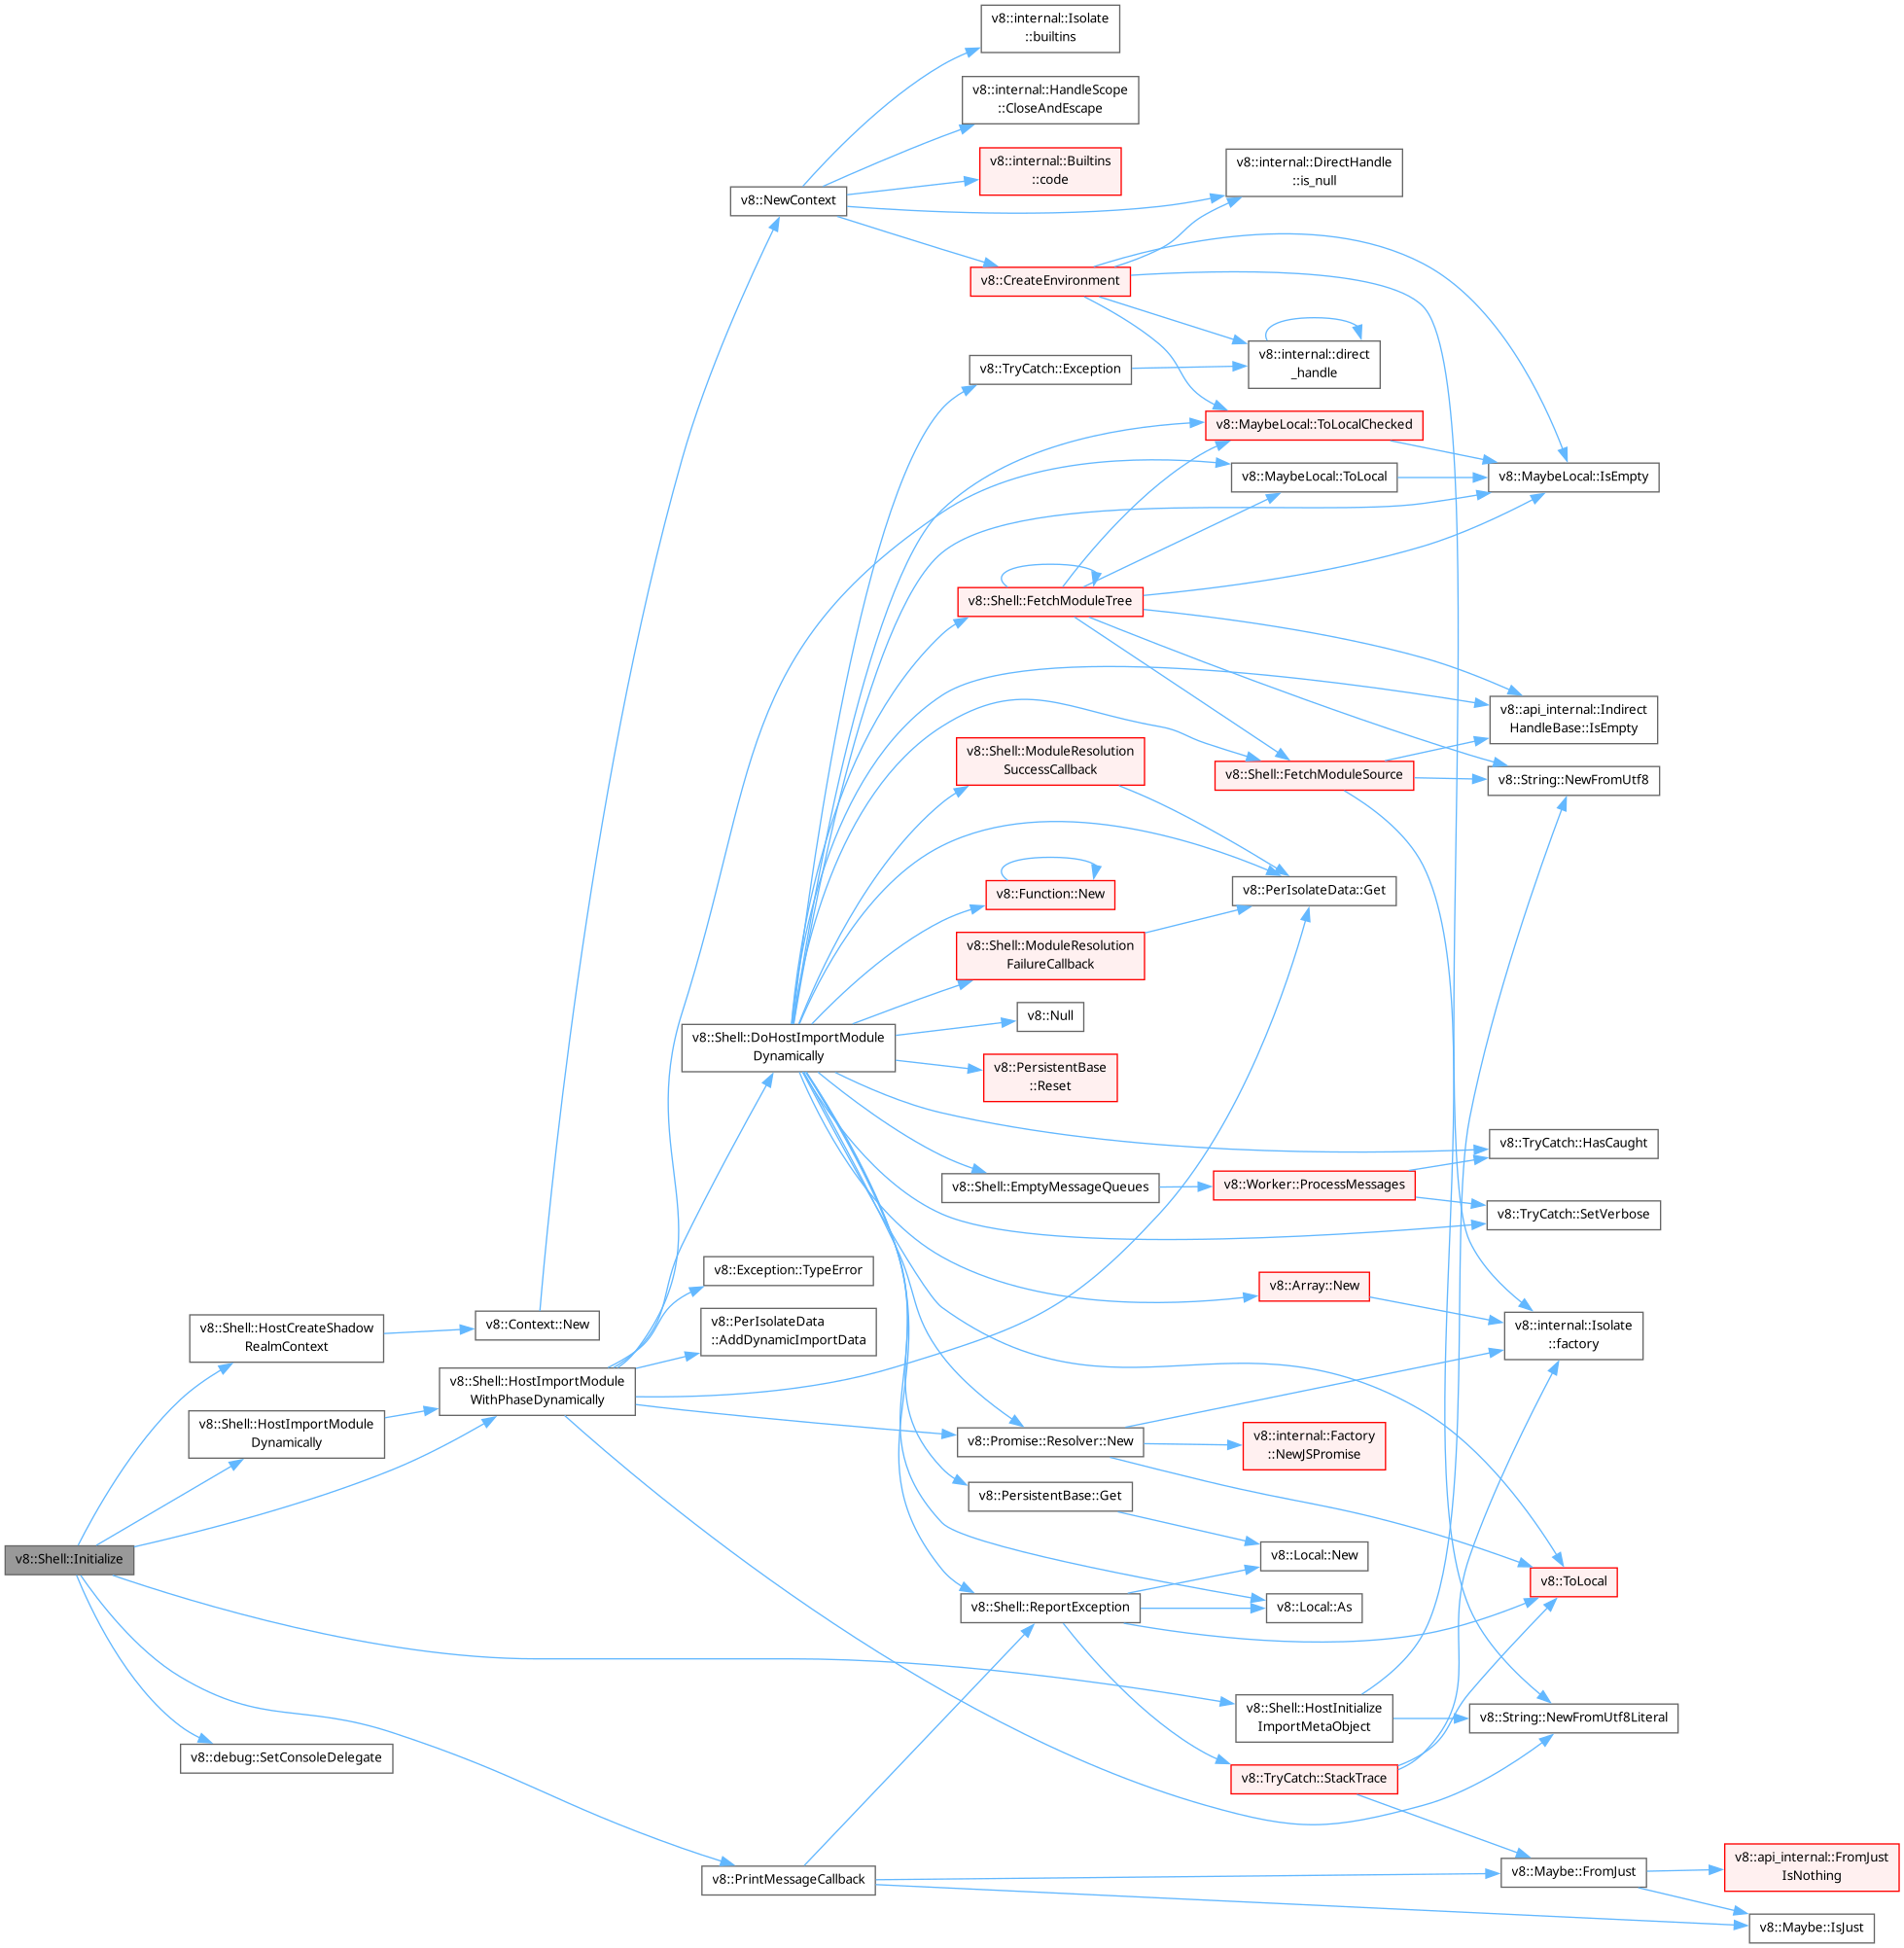 v8::internal::Isolate
::builtins
v8::internal::HandleScope
::CloseAndEscape
v8::internal::Builtins
::code
v8::internal::DirectHandle
::is_null
v8::NewContext
v8::CreateEnvironment
v8::internal::direct
_handle
v8::TryCatch::Exception
v8::MaybeLocal::ToLocalChecked
v8::MaybeLocal::ToLocal
v8::MaybeLocal::IsEmpty
v8::Shell::FetchModuleTree
v8::api_internal::Indirect
HandleBase::IsEmpty
v8::Shell::ModuleResolution
SuccessCallback
v8::Shell::FetchModuleSource
v8::String::NewFromUtf8
v8::Function::New
v8::PerIsolateData::Get
v8::Shell::ModuleResolution
FailureCallback
v8::Null
v8::Shell::DoHostImportModule
Dynamically
v8::PersistentBase
::Reset
v8::TryCatch::HasCaught
v8::Shell::EmptyMessageQueues
v8::Worker::ProcessMessages
v8::TryCatch::SetVerbose
v8::Exception::TypeError
v8::Array::New
v8::Shell::HostCreateShadow
RealmContext
v8::Context::New
v8::PerIsolateData
::AddDynamicImportData
v8::internal::Isolate
::factory
v8::Shell::HostImportModule
WithPhaseDynamically
v8::Shell::HostImportModule
Dynamically
v8::Promise::Resolver::New
v8::internal::Factory
::NewJSPromise
v8::PersistentBase::Get
v8::Shell::Initialize
v8::Local::New
v8::ToLocal
v8::Shell::ReportException
v8::Local::As
v8::Shell::HostInitialize
ImportMetaObject
v8::String::NewFromUtf8Literal
v8::debug::SetConsoleDelegate
v8::TryCatch::StackTrace
v8::PrintMessageCallback
v8::Maybe::FromJust
v8::api_internal::FromJust
IsNothing
v8::Maybe::IsJust